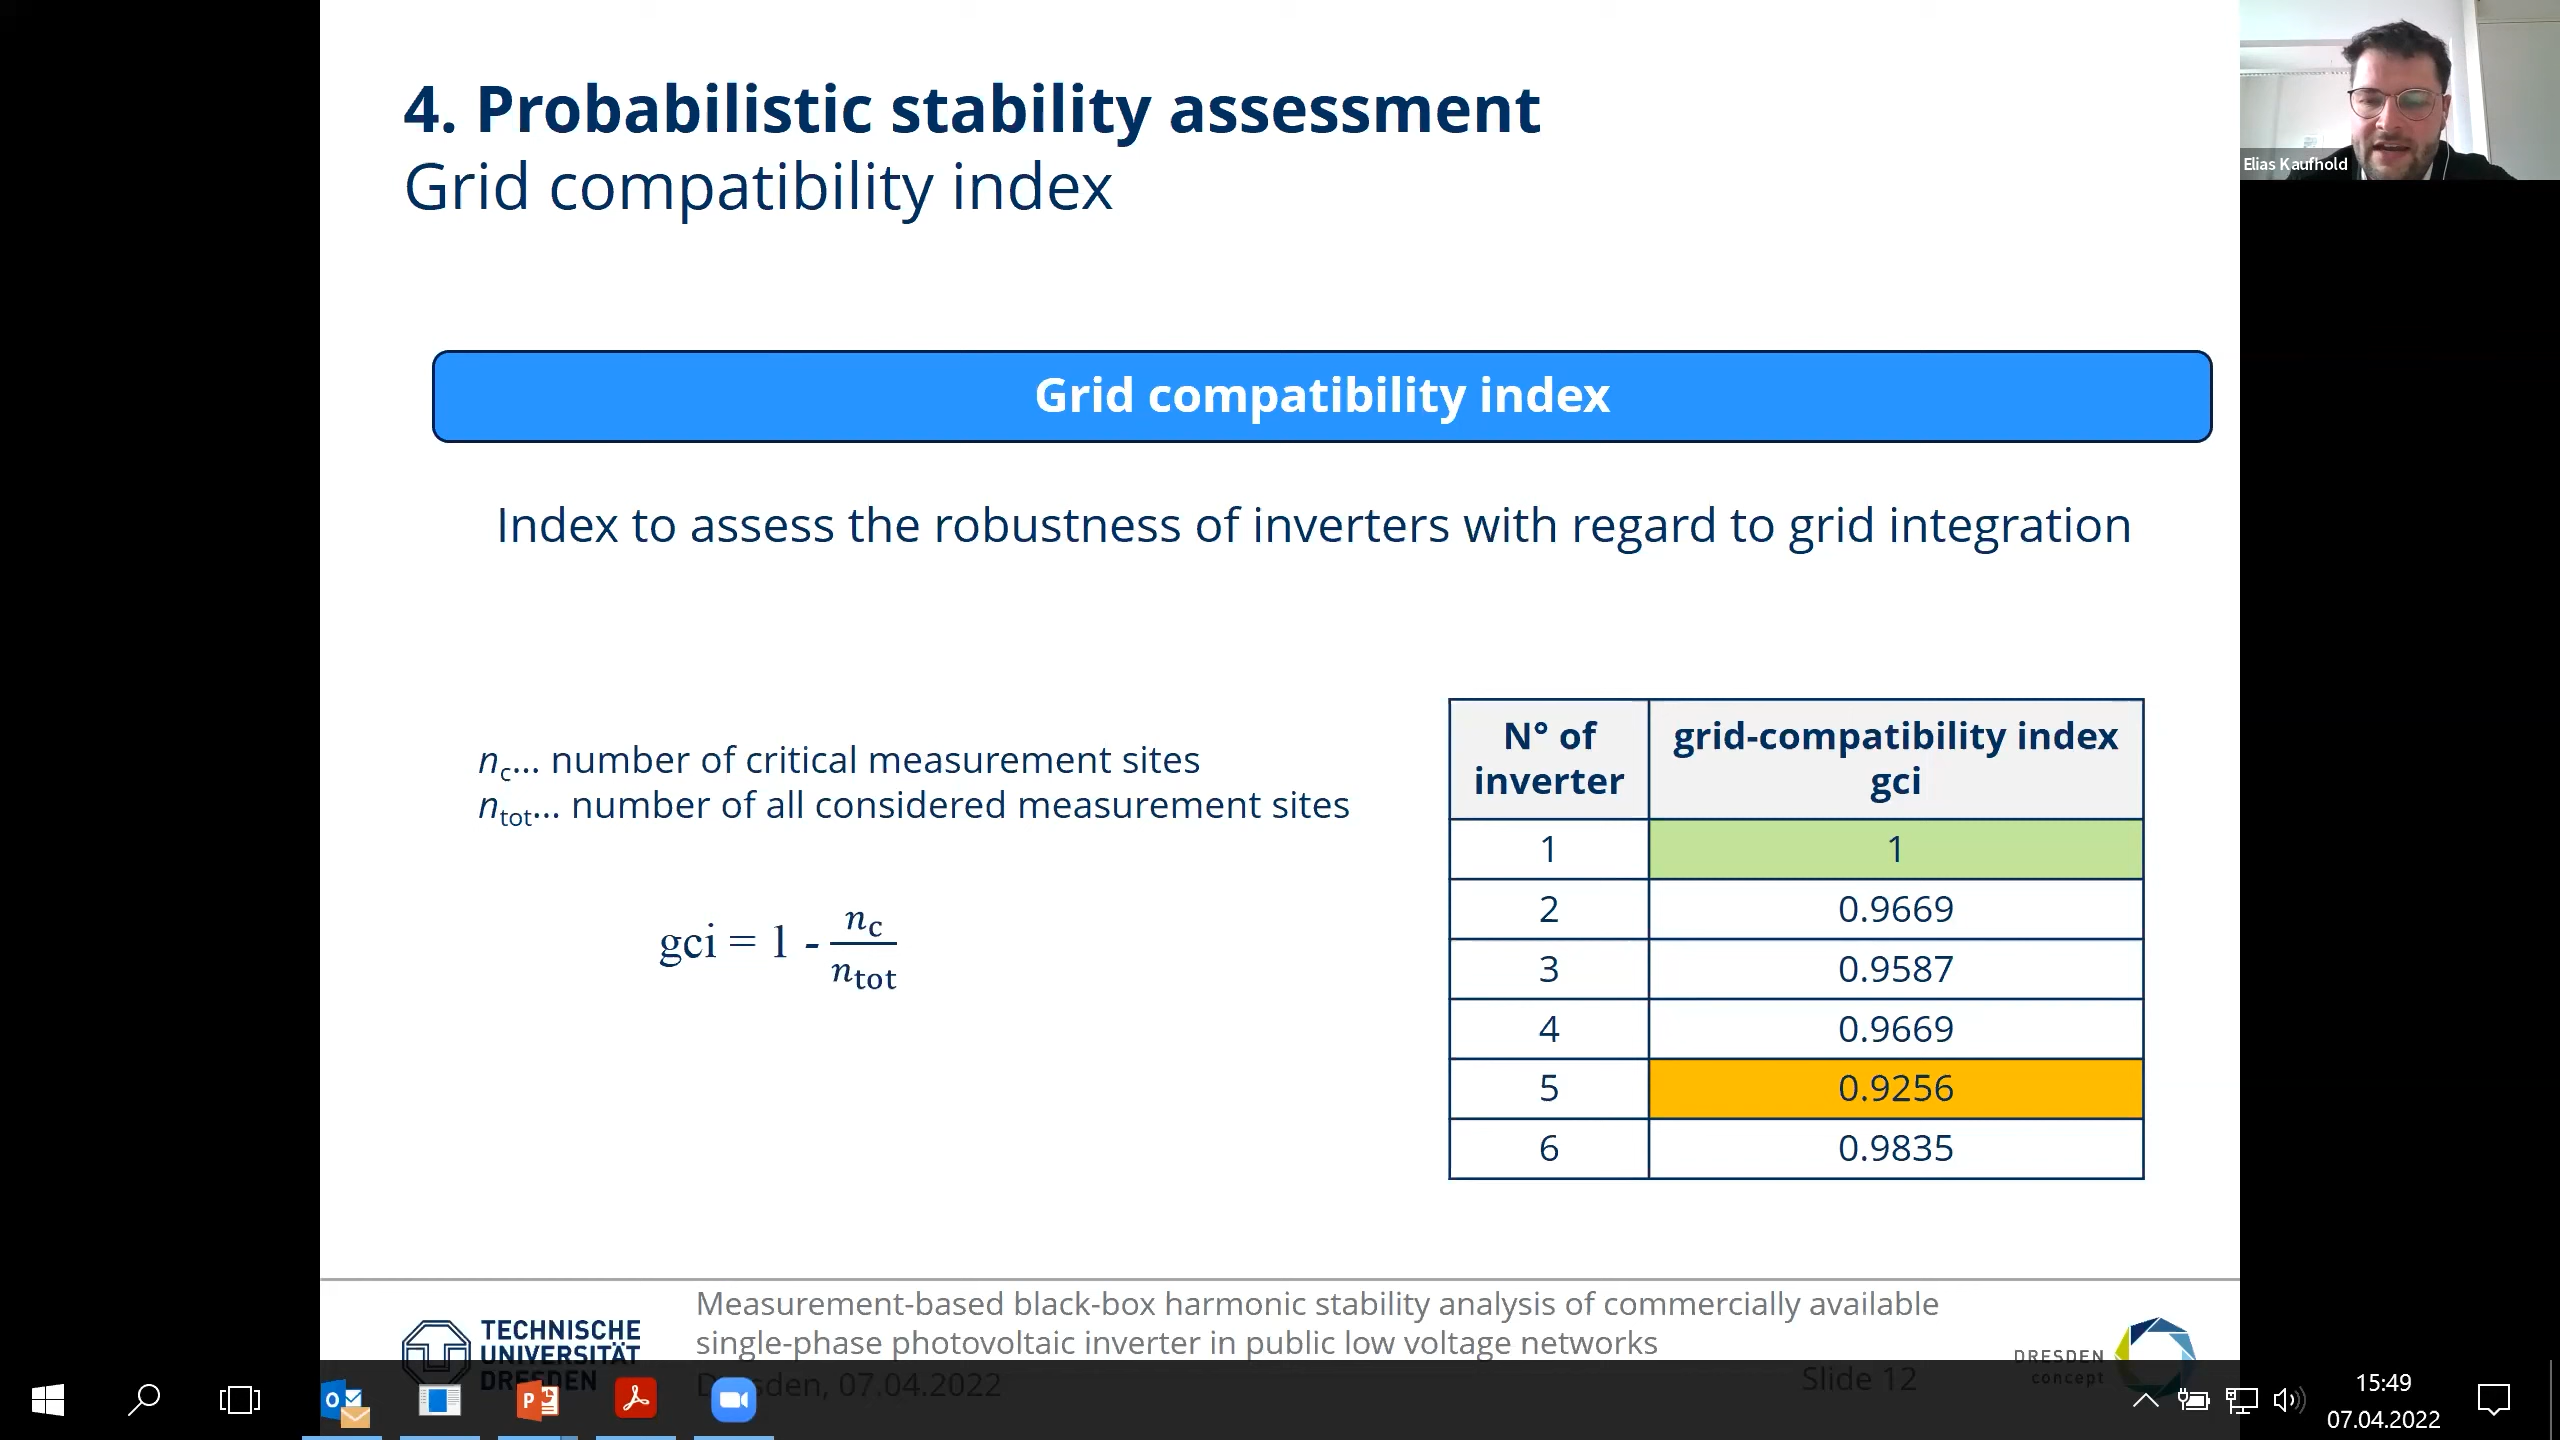 4. Probabilistic stability assessment
Grid compatibility index
Elias Kaufhold
Grid compatibility index
Index to assess the robustness of inverters with regard to grid integration
nc... number of critical measurement sites
ntot... number of all considered measurement sites
gci = 1 - nc/ntot
N° of inverter | grid-compatibility index gci
1 | 1
2 | 0.9669
3 | 0.9587
4 | 0.9669
5 | 0.9256
6 | 0.9835
TECHNISCHE
UNIVERSITÄT
DRESDEN
Measurement-based black-box harmonic stability analysis of commercially available
single-phase photovoltaic inverter in public low voltage networks
Dresden, 07.04.2022
Slide 12
DRESDEN
concept
15:49
07.04.2022